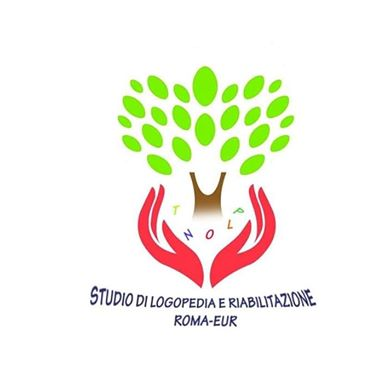 T N O L P
STUDIO DI LOGOPEDIA E RIABILITAZIONE
ROMA-EUR